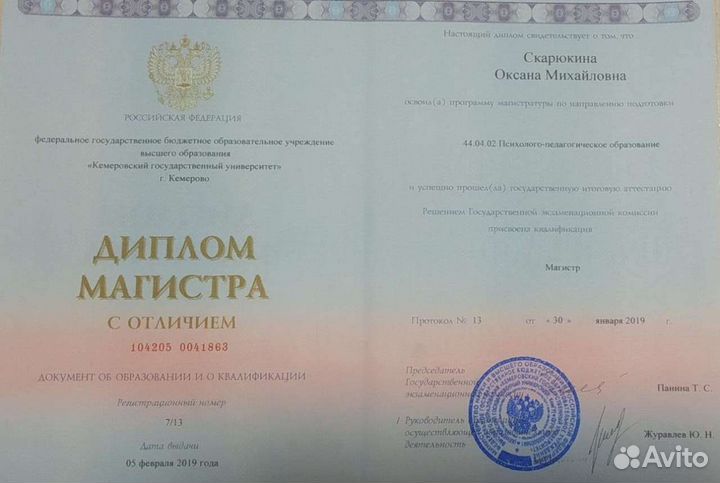 РОССИЙСКАЯ ФЕДЕРАЦИЯ
федеральное государственное бюджетное образовательное учреждение
высшего образования
«Кемеровский государственный университет»
г. Кемерово
ДИПЛОМ
МАГИСТРА
С ОТЛИЧИЕМ
104205 0041863
ДОКУМЕНТ ОБ ОБРАЗОВАНИИ И О КВАЛИФИКАЦИИ
Регистрационный номер
7/13
Дата выдачи
05 февраля 2019 года
Настоящий диплом свидетельствует о том, что
Скарюкина
Оксана Михайловна
освоил(а) программу магистратуры по направлению подготовки
44.04.02 Психолого-педагогическое образование
и успешно прошел(ла) государственную итоговую аттестацию
Решением Государственной экзаменационной комиссии
присвоена квалификация
Магистр
Протокол № 13 от «30» января 2019 г.
Председатель
Государственной
экзаменационной
Панина Т. С.
Руководитель
осуществляющей
деятельность
Журавлев Ю. Н.
Avito